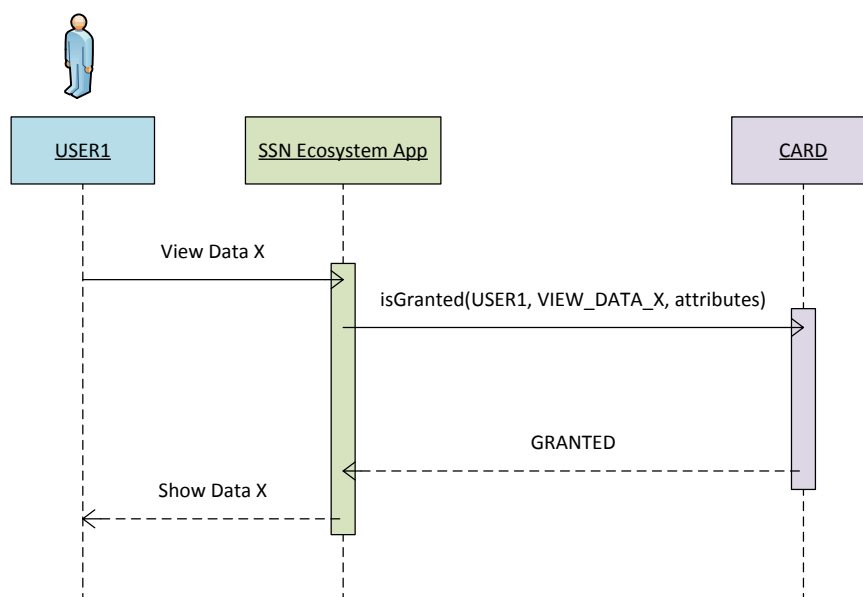 USER1
SSN Ecosystem App
CARD
View Data X
isGranted(USER1, VIEW_DATA_X, attributes)
GRANTED
Show Data X